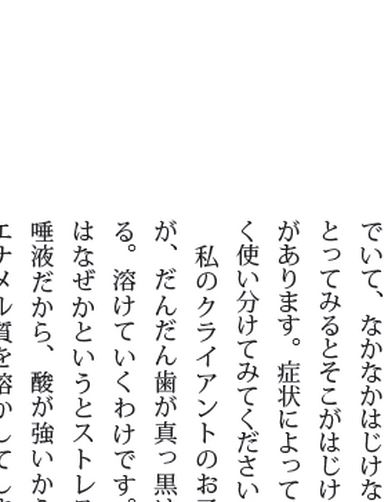 でいて、なかなかはじけな
とってみるとそこがはじけ
があります。症状によって
く使い分けてみてください
私のクライアントのお子
が、だんだん歯が真っ黒
る。溶けていくわけです。
はなぜかというとストレス
唾液だから、酸が強いから
エナメル質を溶かしてしま